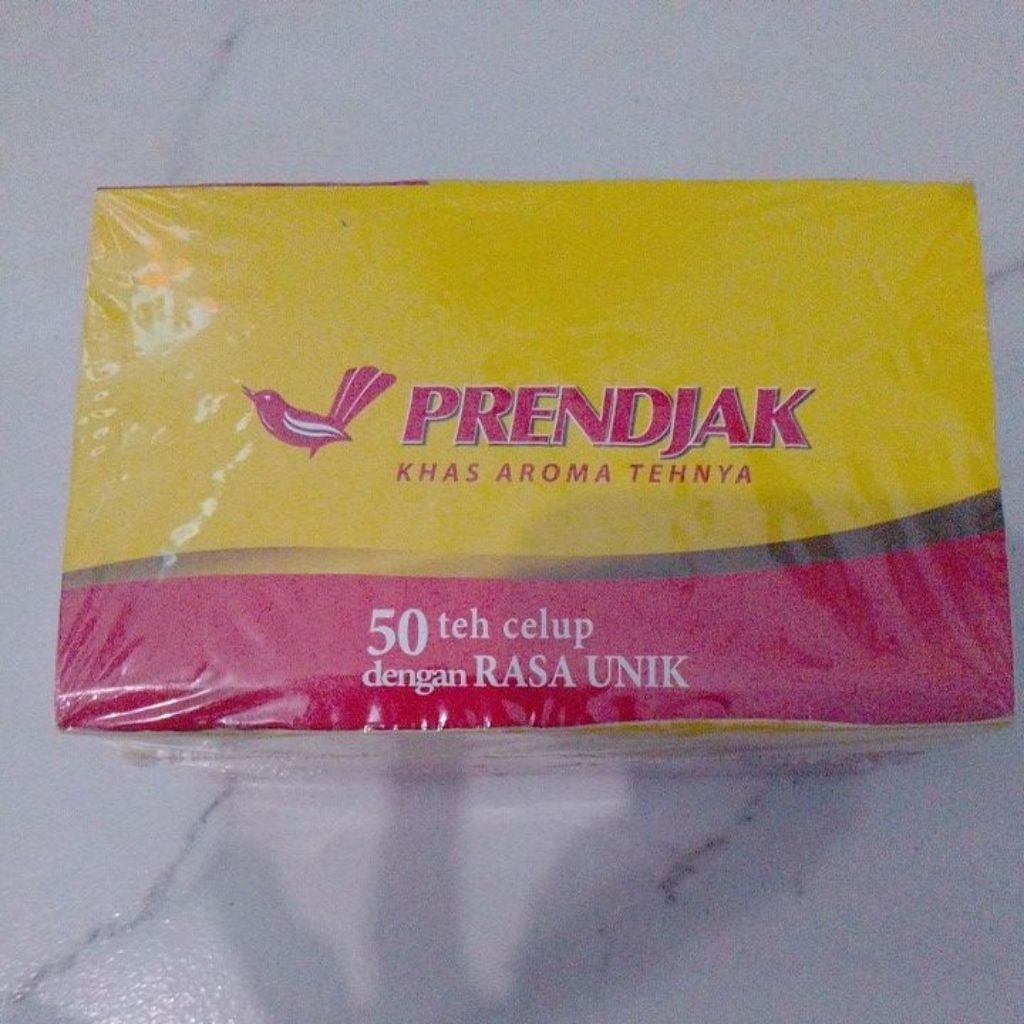 PRENDJAK
KHAS AROMA TEHNYA
50 teh celup
dengan RASA UNIK